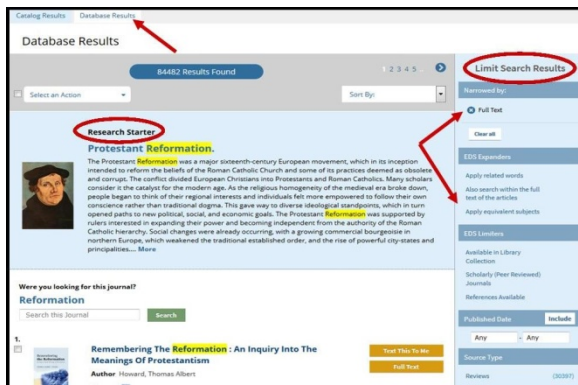 Catalog Results Database Results
Database Results
84482 Results Found
1 2 3 4 5
Select an Action
Sort By:
Research Starter
Protestant Reformation.
The Protestant Reformation was a major sixteenth-century European movement, which in its inception
intended to reform the beliefs of the Roman Catholic Church and some of its practices deemed as obsolete
and corrupt. The conflict divided European Christians into Protestants and Roman Catholics. Many scholars
consider it the catalyst for the modern age. As the religious homogeneity of the medieval era broke down,
people began to think of their regional interests and individuals felt more empowered to follow their own
conscience rather than traditional dogma. This gave way to diverse ideological standpoints, which in turn
opened paths to new political, social, and economic goals. The Protestant Reformation was supported by
rulers interested in expanding their power and becoming independent from the authority of the Roman
Catholic hierarchy. Social changes were already occurring, with a growing commercial bourgeoisie in
northern Europe, which weakened the traditional established order, and the rise of powerful city-states and
principalities.... More
Were you looking for this journal?
Reformation
Search this Journal
Search
1.
Remembering The Reformation : An Inquiry Into The
Meanings Of Protestantism
Author Howard, Thomas Albert
Text This To Me
Full Text
Limit Search Results
Narrowed by:
Full Text
Clear all
EDS Expanders
Apply related words
Also search within the full
text of the articles
Apply equivalent subjects
EDS Limiters
Available in Library
Collection
Scholarly (Peer Reviewed)
Journals
References Available
Published Date Include
Any - Any
Source Type
Reviews (30397)